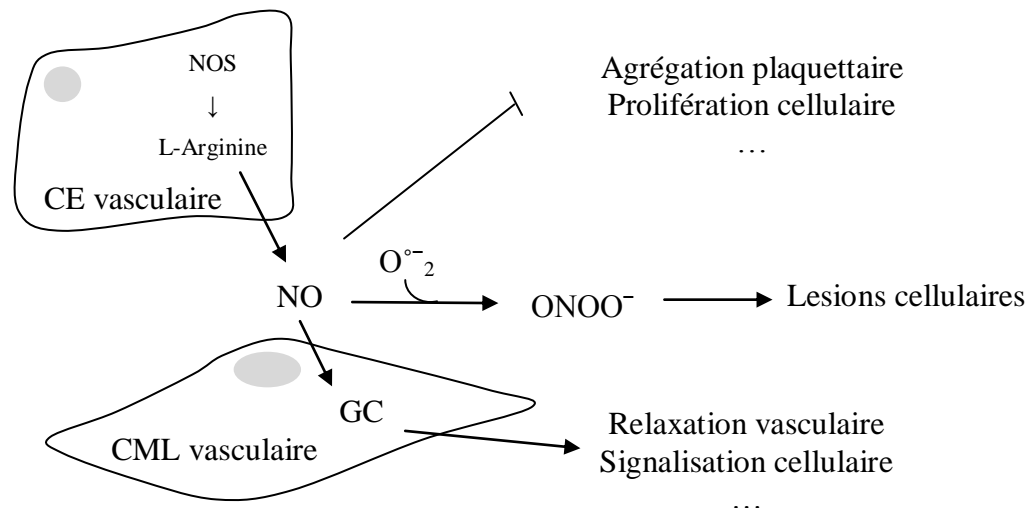 NOS
↓
L-Arginine
CE vasculaire
Agrégation plaquettaire
Prolifération cellulaire
…
O°⁻₂
NO
ONOO⁻
Lesions cellulaires
GC
CML vasculaire
Relaxation vasculaire
Signalisation cellulaire
…